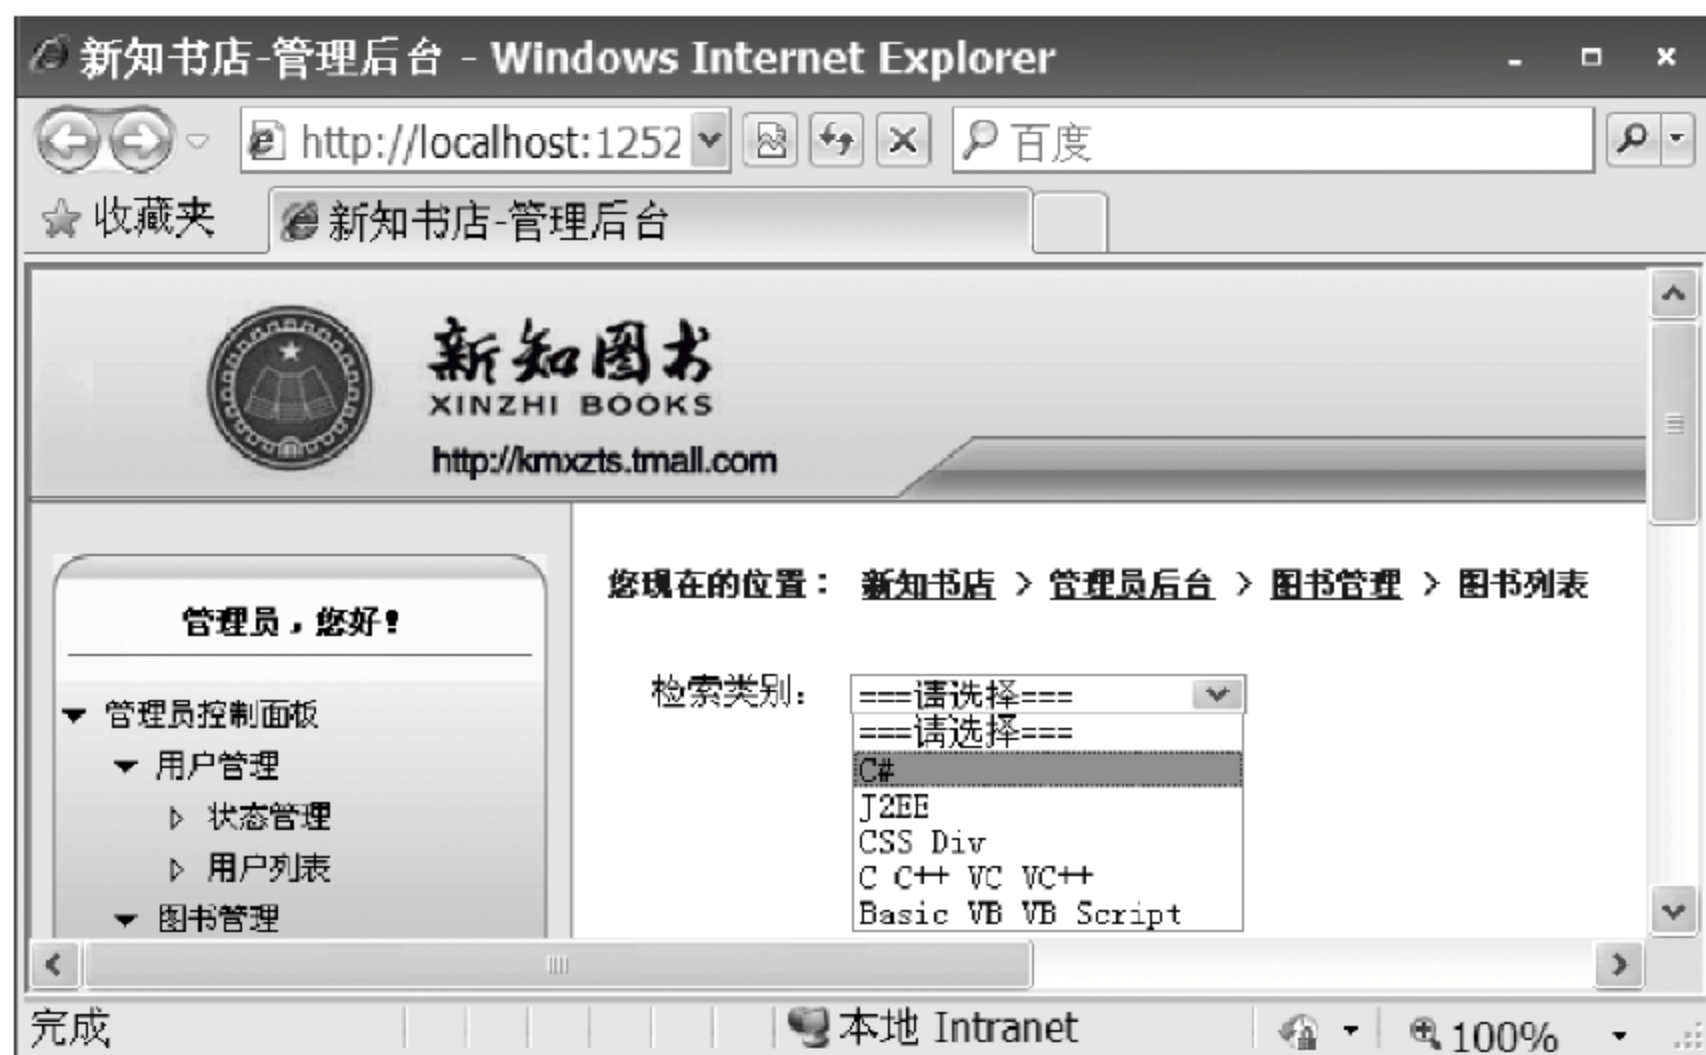 新知书店-管理后台 - Windows Internet Explorer
http://localhost:1252
百度
收藏夹
新知书店-管理后台
新知图书
XINZHI BOOKS
http://kmxzts.tmall.com
管理员，您好！
管理员控制面板
用户管理
状态管理
用户列表
图书管理
您现在的位置： 新知书店 > 管理员后台 > 图书管理 > 图书列表
检索类别： ===请选择===
===请选择===
C#
J2EE
CSS Div
C C++ VC VC++
Basic VB VB Script
完成
本地 Intranet
100%